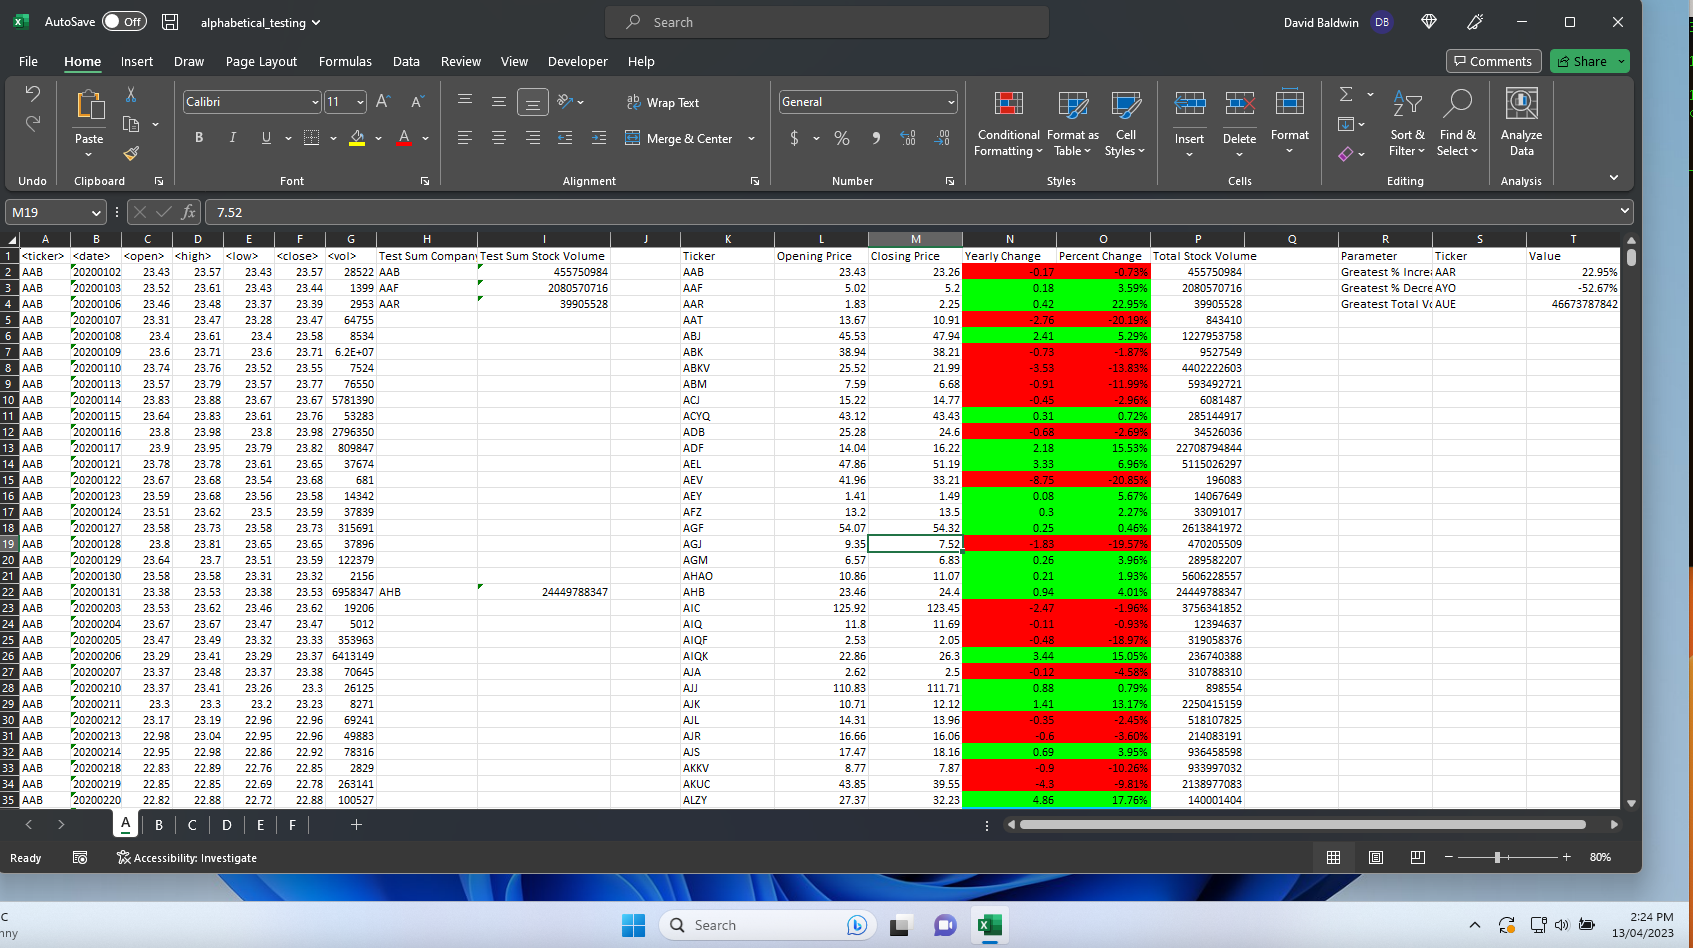 AutoSave Off alphabetical_testing Search David Baldwin DB
File Home Insert Draw Page Layout Formulas Data Review View Developer Help Comments Share
Calibri 11 Wrap Text General
Paste B I U A Merge & Center $ % Conditional Formatting Format as Table Cell Styles Insert Delete Format Sort & Filter Find & Select Analyze Data
Undo Clipboard Font Alignment Number Styles Cells Editing Analysis
M19 fx 7.52
A B C D E F G H I J K L M N O P Q R S T
1 <ticker> <date> <open> <high> <low> <close> <vol> Test Sum Company Test Sum Stock Volume Ticker Opening Price Closing Price Yearly Change Percent Change Total Stock Volume Parameter Ticker Value
2 AAB 20200102 23.43 23.57 23.43 23.57 28522 AAB 455750984 AAB 23.43 23.26 -0.17 -0.73% 455750984 Greatest % Increa AAR 22.95%
3 AAB 20200103 23.52 23.61 23.43 23.44 1399 AAF 2080570716 AAF 5.02 5.2 0.18 3.59% 2080570716 Greatest % Decre AYO -52.67%
4 AAB 20200106 23.46 23.48 23.37 23.39 2953 AAR 39905528 AAR 1.83 2.25 0.42 22.95% 39905528 Greatest Total Vo AUE 46673787842
5 AAB 20200107 23.31 23.47 23.28 23.47 64755 AAT 13.67 10.91 -2.76 -20.19% 843410
6 AAB 20200108 23.4 23.61 23.4 23.58 8534 ABJ 45.53 47.94 2.41 5.29% 1227953758
7 AAB 20200109 23.6 23.71 23.6 23.71 6.2E+07 ABK 38.94 38.21 -0.73 -1.87% 9527549
8 AAB 20200110 23.74 23.76 23.52 23.55 7524 ABKV 25.52 21.99 -3.53 -13.83% 4402222603
9 AAB 20200113 23.57 23.79 23.57 23.77 76550 ABM 7.59 6.68 -0.91 -11.99% 593492721
10 AAB 20200114 23.83 23.88 23.67 23.67 5781390 ACJ 15.22 14.77 -0.45 -2.96% 6081487
11 AAB 20200115 23.64 23.83 23.61 23.76 53283 ACYQ 43.12 43.43 0.31 0.72% 285144917
12 AAB 20200116 23.8 23.98 23.8 23.98 2796350 ADB 25.28 24.6 -0.68 -2.69% 34526036
13 AAB 20200117 23.9 23.95 23.79 23.82 809847 ADF 14.04 16.22 2.18 15.53% 22708794844
14 AAB 20200121 23.78 23.78 23.61 23.65 37674 AEL 47.86 51.19 3.33 6.96% 5115026297
15 AAB 20200122 23.67 23.68 23.54 23.68 681 AEV 41.96 33.21 -8.75 -20.85% 196083
16 AAB 20200123 23.59 23.68 23.56 23.58 14342 AEY 1.41 1.49 0.08 5.67% 14067649
17 AAB 20200124 23.51 23.62 23.5 23.59 37839 AFZ 13.2 13.5 0.3 2.27% 33091017
18 AAB 20200127 23.58 23.73 23.58 23.73 315691 AGF 54.07 54.32 0.25 0.46% 2613841972
19 AAB 20200128 23.8 23.81 23.65 23.65 37896 AGJ 9.35 7.52 -1.83 -19.57% 470205509
20 AAB 20200129 23.64 23.7 23.51 23.59 122379 AGM 6.57 6.83 0.26 3.96% 289582207
21 AAB 20200130 23.58 23.58 23.31 23.32 2156 AHAO 10.86 11.07 0.21 1.93% 5606228557
22 AAB 20200131 23.38 23.53 23.38 23.53 6958347 AHB 24449788347 AHB 23.46 24.4 0.94 4.01% 24449788347
23 AAB 20200203 23.53 23.62 23.46 23.62 19206 AIC 125.92 123.45 -2.47 -1.96% 3756341852
24 AAB 20200204 23.67 23.67 23.47 23.47 5012 AIQ 11.8 11.69 -0.11 -0.93% 12394637
25 AAB 20200205 23.47 23.49 23.32 23.33 353963 AIQF 2.53 2.05 -0.48 -18.97% 319058376
26 AAB 20200206 23.29 23.41 23.29 23.37 6413149 AIQK 22.86 26.3 3.44 15.05% 236740388
27 AAB 20200207 23.37 23.48 23.37 23.38 70645 AJA 2.62 2.5 -0.12 -4.58% 310788310
28 AAB 20200210 23.37 23.41 23.26 23.3 26125 AJJ 110.83 111.71 0.88 0.79% 898554
29 AAB 20200211 23.3 23.3 23.2 23.23 8271 AJK 10.71 12.12 1.41 13.17% 2250415159
30 AAB 20200212 23.17 23.19 22.96 22.96 69241 AJL 14.31 13.96 -0.35 -2.45% 518107825
31 AAB 20200213 22.98 23.04 22.95 22.96 49883 AJR 16.66 16.06 -0.6 -3.60% 214083191
32 AAB 20200214 22.95 22.98 22.86 22.92 78316 AJS 17.47 18.16 0.69 3.95% 936458598
33 AAB 20200218 22.83 22.89 22.76 22.85 2829 AKKV 8.77 7.87 -0.9 -10.26% 933997032
34 AAB 20200219 22.85 22.85 22.69 22.78 263141 AKUC 43.85 39.55 -4.3 -9.81% 2138977083
35 AAB 20200220 22.82 22.88 22.72 22.88 100527 ALZY 27.37 32.23 4.86 17.76% 140001404
A B C D E F
Ready Accessibility: Investigate 80%
C
nny
Search
2:24 PM
13/04/2023